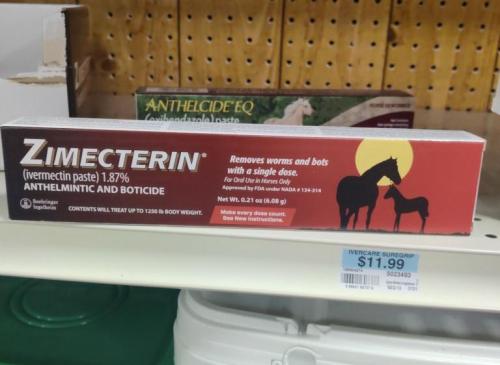 ANTHELCIDE EQ
(oxibendazole) paste
ZIMECTERIN®
(ivermectin paste) 1.87%
ANTHELMINTIC AND BOTICIDE
Boehringer
Ingelheim
CONTENTS WILL TREAT UP TO 1250 lb BODY WEIGHT.
Removes worms and bots
with a single dose.
For Oral Use in Horses Only
Approved by FDA under NADA # 134-314
Net Wt. 0.21 oz (6.08 g)
Make every dose count.
See New Instructions.
IVERCARE SUREGRIP
$11.99
5023493